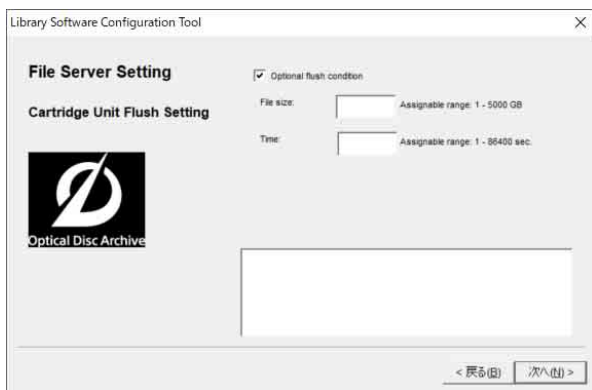 Library Software Configuration Tool
File Server Setting
Cartridge Unit Flush Setting
Optical Disc Archive
Optional flush condition
File size:
Assignable range: 1 - 5000 GB
Time:
Assignable range: 1 - 86400 sec.
< 戻る(B)
次へ(N) >